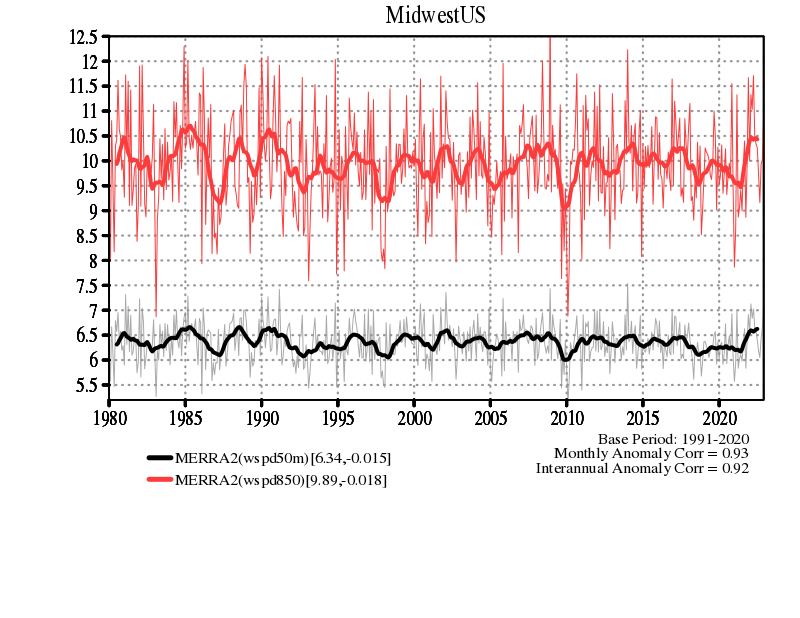 MidwestUS
12.5
12
11.5
11
10.5
10
9.5
9
8.5
8
7.5
7
6.5
6
5.5
1980 1985 1990 1995 2000 2005 2010 2015 2020
Base Period: 1991-2020
Monthly Anomaly Corr = 0.93
Interannual Anomaly Corr = 0.92
MERRA2(wspd50m)[6.34,-0.015]
MERRA2(wspd850)[9.89,-0.018]